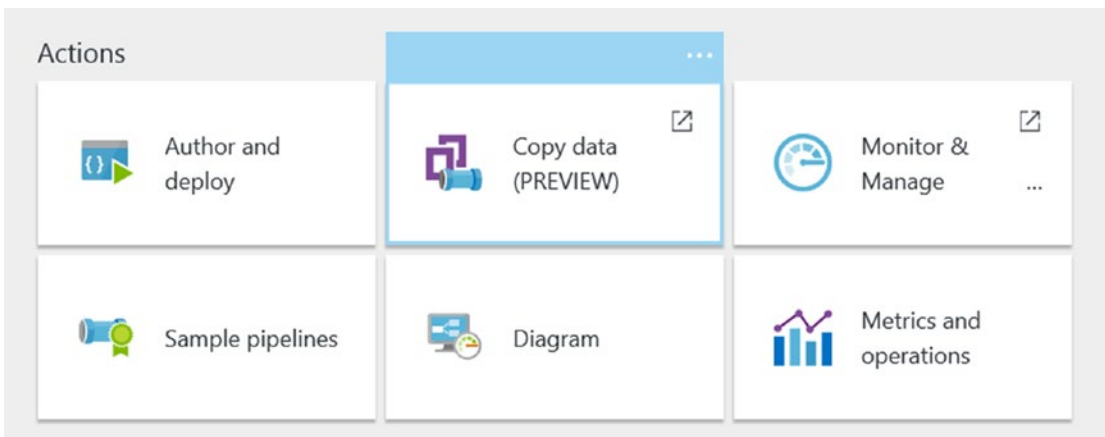 Actions
Author and
deploy
Copy data
(PREVIEW)
Monitor &
Manage
...
Sample pipelines
Diagram
Metrics and
operations